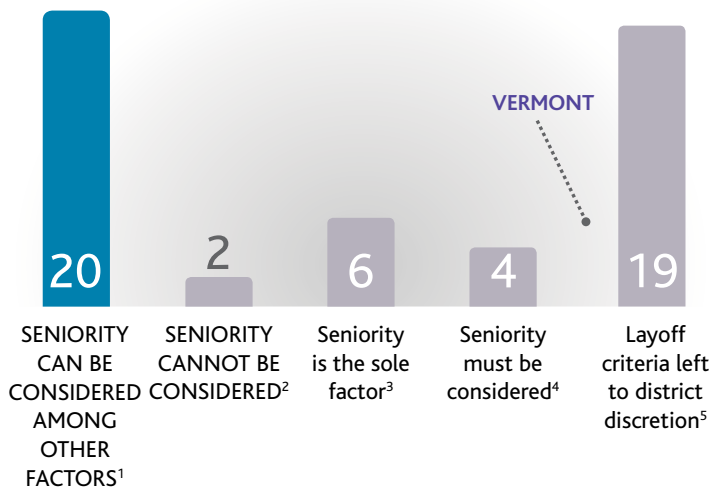 VERMONT
20
2
6
4
19
SENIORITY
CAN BE
CONSIDERED
AMONG
OTHER
FACTORS¹
SENIORITY
CANNOT BE
CONSIDERED²
Seniority
is the sole
factor³
Seniority
must be
considered⁴
Layoff
criteria left
to district
discretion⁵